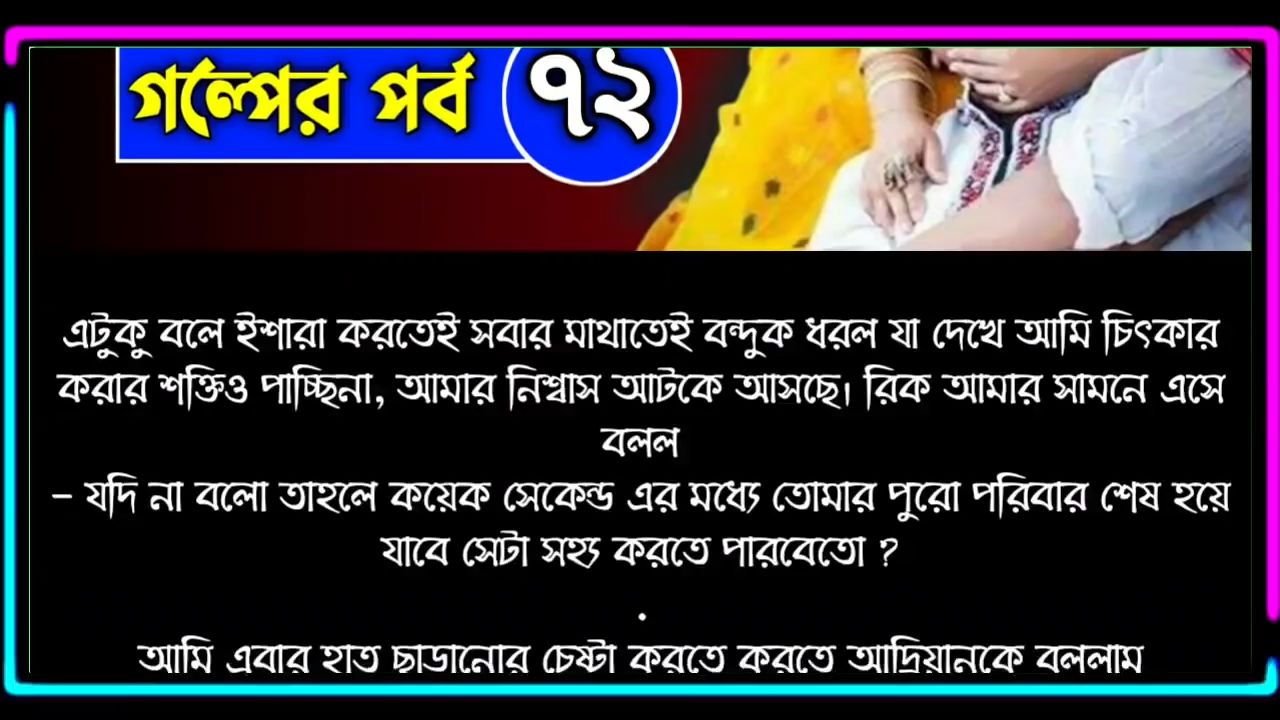 গল্পের পর্ব ৭২
এটুকু বলে ইশারা করতেই সবার মাথাতেই বন্দুক ধরল যা দেখে আমি চিৎকার
করার শক্তিও পাচ্ছিনা, আমার নিশ্বাস আটকে আসছে। রিক আমার সামনে এসে
বলল
– যদি না বলো তাহলে কয়েক সেকেন্ড এর মধ্যে তোমার পুরো পরিবার শেষ হয়ে
যাবে সেটা সহ্য করতে পারবেতো ?
.
আমি এবার হাত ছাড়ানোর চেষ্টা করতে করতে আদ্রিয়ানকে বললাম